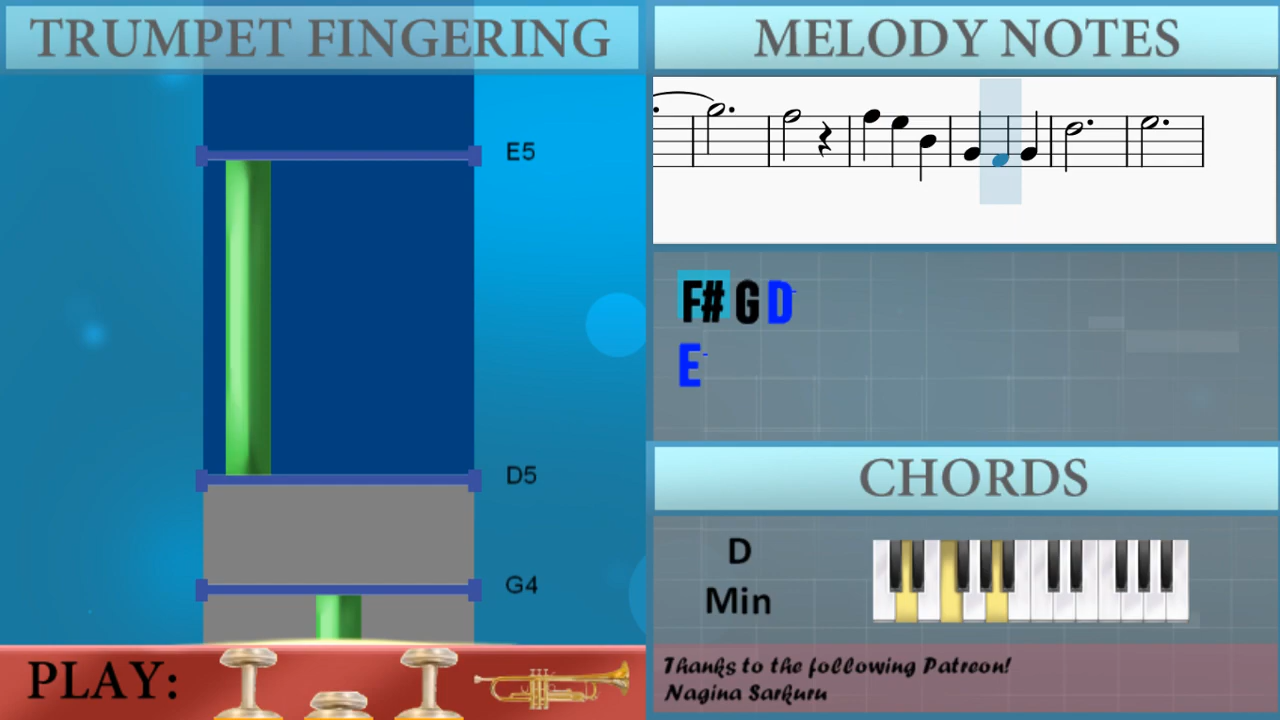 TRUMPET FINGERING
E5
D5
G4
PLAY:
MELODY NOTES
F# G D-
E-
CHORDS
D
Min
Thanks to the following Patreon!
Nagina Sarkuru